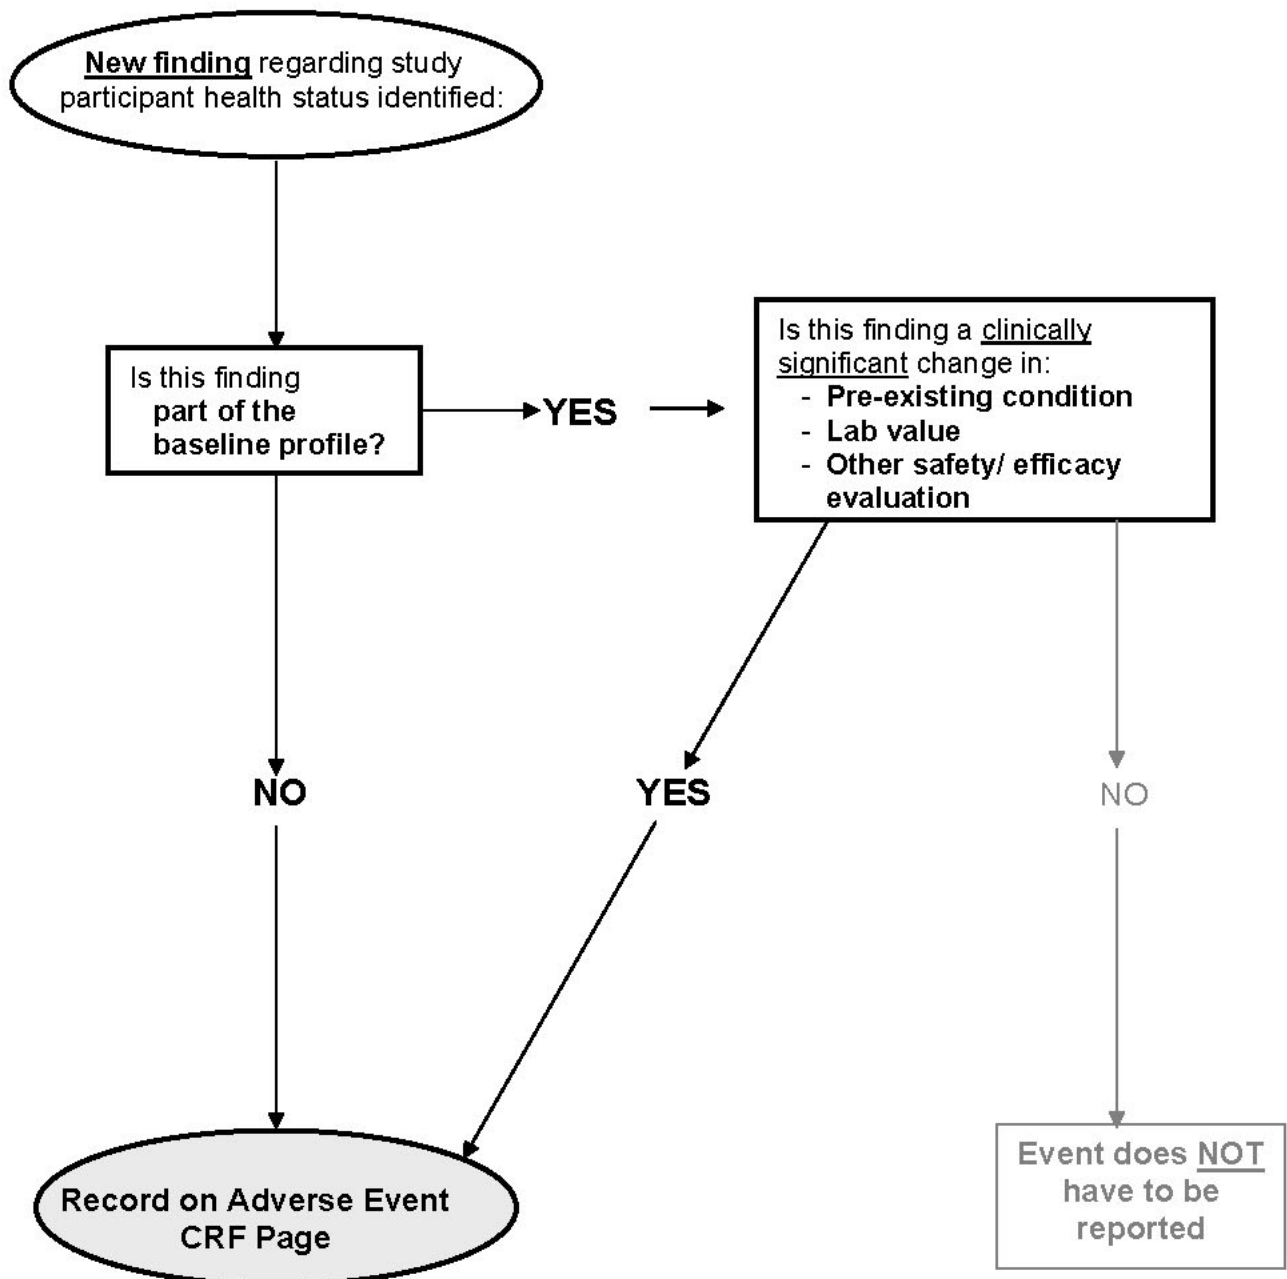 New finding regarding study
participant health status identified:
Is this finding
part of the
baseline profile?
YES
Is this finding a clinically
significant change in:
- Pre-existing condition
- Lab value
- Other safety/ efficacy
evaluation
NO
YES
NO
Record on Adverse Event
CRF Page
Event does NOT
have to be
reported